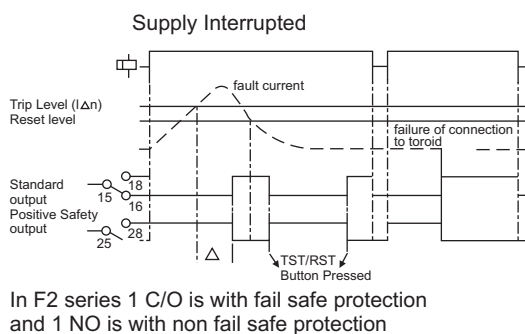 Supply Interrupted
fault current
Trip Level (I∆n)
Reset level
failure of connection
to toroid
Standard
output
15
18
16
Positive Safety
output
25
28
∆
TST/RST
Button Pressed
In F2 series 1 C/O is with fail safe protection
and 1 NO is with non fail safe protection